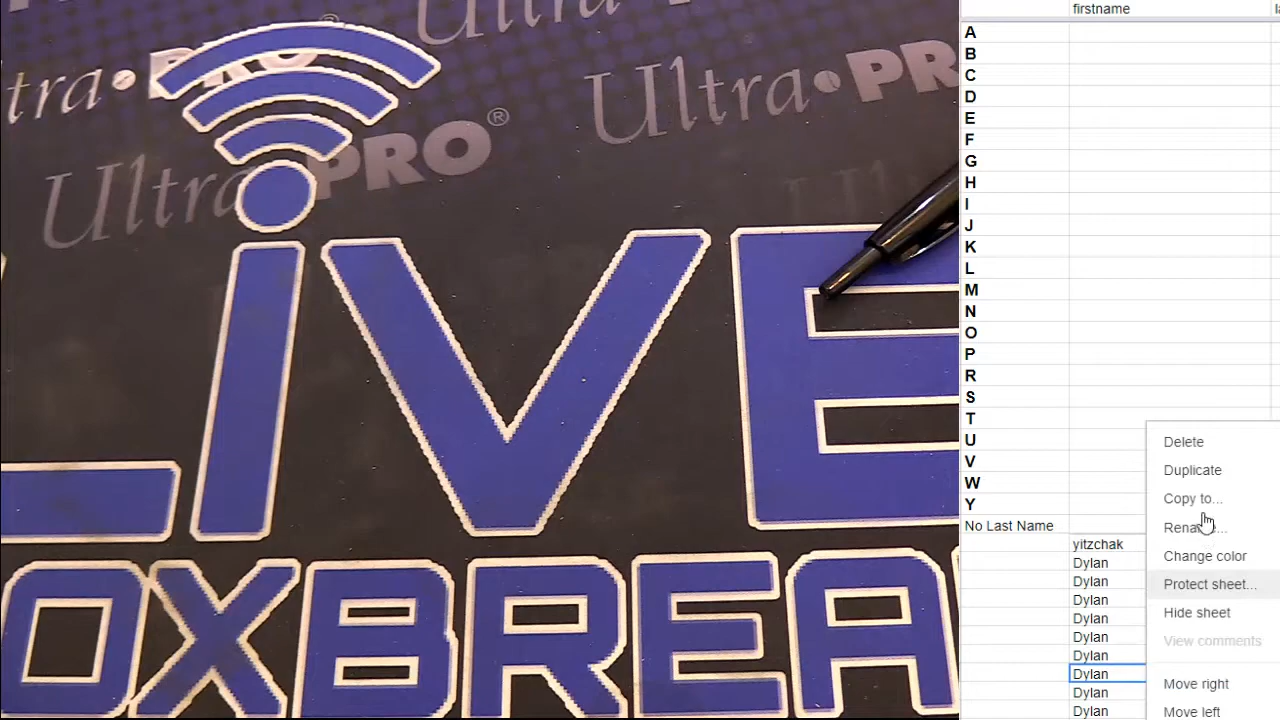 Ultra
tra•PRO ®
Ultra•PRO
Ultra PRO ®
LiVE
OXBREA
firstname
A
B
C
D
E
F
G
H
I
J
K
L
M
N
O
P
R
S
T
U
V
W
Y
No Last Name
yitzchak
Dylan
Dylan
Dylan
Dylan
Dylan
Dylan
Dylan
Dylan
Dylan
Delete
Duplicate
Copy to...
Rename...
Change color
Protect sheet...
Hide sheet
View comments
Move right
Move left